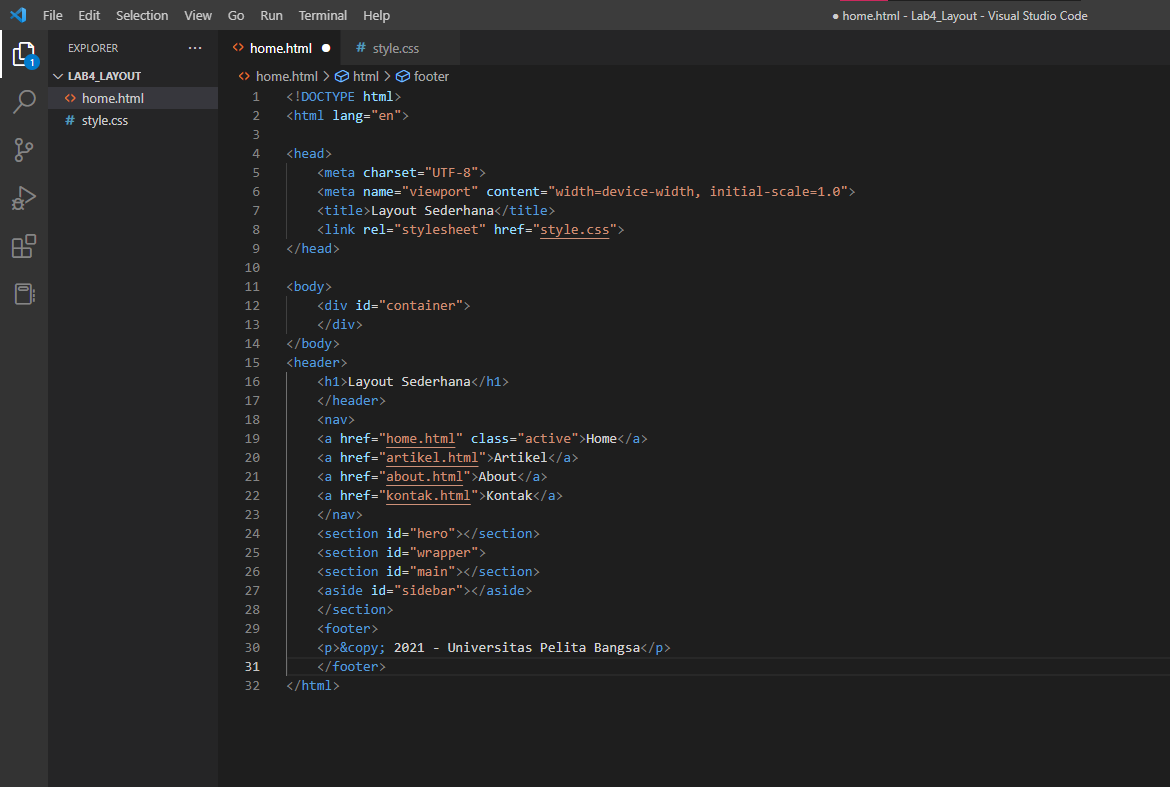 File Edit Selection View Go Run Terminal Help ● home.html - Lab4_Layout - Visual Studio Code
EXPLORER ···
LAB4_LAYOUT
home.html
style.css
1
home.html ● # style.css
home.html > html > footer
1 <!DOCTYPE html>
2 <html lang="en">
3
4 <head>
5     <meta charset="UTF-8">
6     <meta name="viewport" content="width=device-width, initial-scale=1.0">
7     <title>Layout Sederhana</title>
8     <link rel="stylesheet" href="style.css">
9 </head>
10
11 <body>
12     <div id="container">
13     </div>
14 </body>
15 <header>
16     <h1>Layout Sederhana</h1>
17     </header>
18     <nav>
19     <a href="home.html" class="active">Home</a>
20     <a href="artikel.html">Artikel</a>
21     <a href="about.html">About</a>
22     <a href="kontak.html">Kontak</a>
23     </nav>
24     <section id="hero"></section>
25     <section id="wrapper">
26     <section id="main"></section>
27     <aside id="sidebar"></aside>
28     </section>
29     <footer>
30     <p>&copy; 2021 - Universitas Pelita Bangsa</p>
31     </footer>
32 </html>